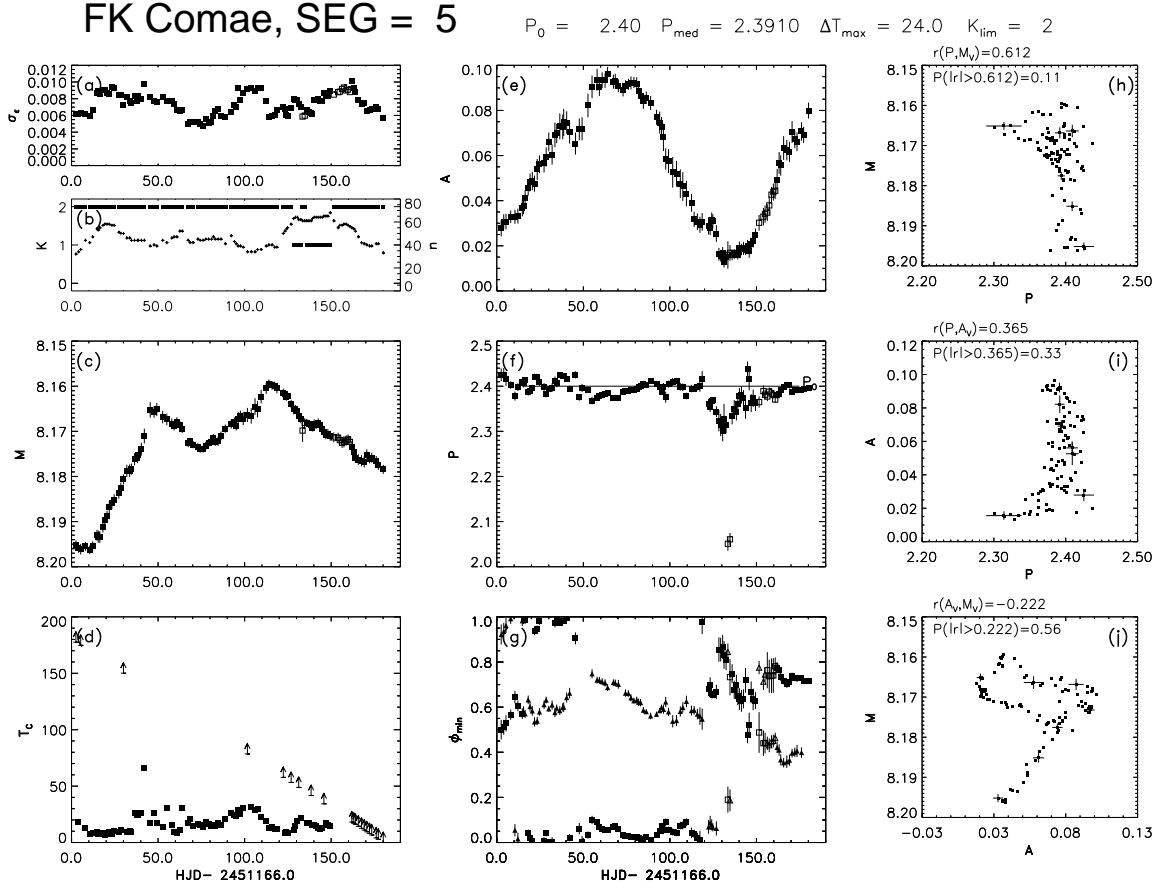 FK Comae, SEG = 5
P₀ = 2.40 Pmed = 2.3910 ΔTmax = 24.0 Klim = 2
(a)
σε
0.012
0.010
0.008
0.006
0.004
0.002
0.000
0.0 50.0 100.0 150.0
(b)
K
2
1
0
n
80
60
40
20
0
0.0 50.0 100.0 150.0
(c)
M
8.15
8.16
8.17
8.18
8.19
8.20
0.0 50.0 100.0 150.0
(d)
TC
200
150
100
50
0
0.0 50.0 100.0 150.0
HJD− 2451166.0
(e)
A
0.10
0.08
0.06
0.04
0.02
0.00
0.0 50.0 100.0 150.0
(f)
P
2.5
2.4
2.3
2.2
2.1
2.0
P₀
0.0 50.0 100.0 150.0
(g)
ϕmin
1.0
0.8
0.6
0.4
0.2
0.0
0.0 50.0 100.0 150.0
HJD− 2451166.0
r(P,Mv)=0.612
P(|r|>0.612)=0.11
(h)
M
8.15
8.16
8.17
8.18
8.19
8.20
2.20 2.30 2.40 2.50
P
r(P,Av)=0.365
P(|r|>0.365)=0.33
(i)
A
0.12
0.10
0.08
0.06
0.04
0.02
0.00
2.20 2.30 2.40 2.50
P
r(Av,Mv)=−0.222
P(|r|>0.222)=0.56
(j)
M
8.15
8.16
8.17
8.18
8.19
8.20
−0.03 0.03 0.08 0.13
A